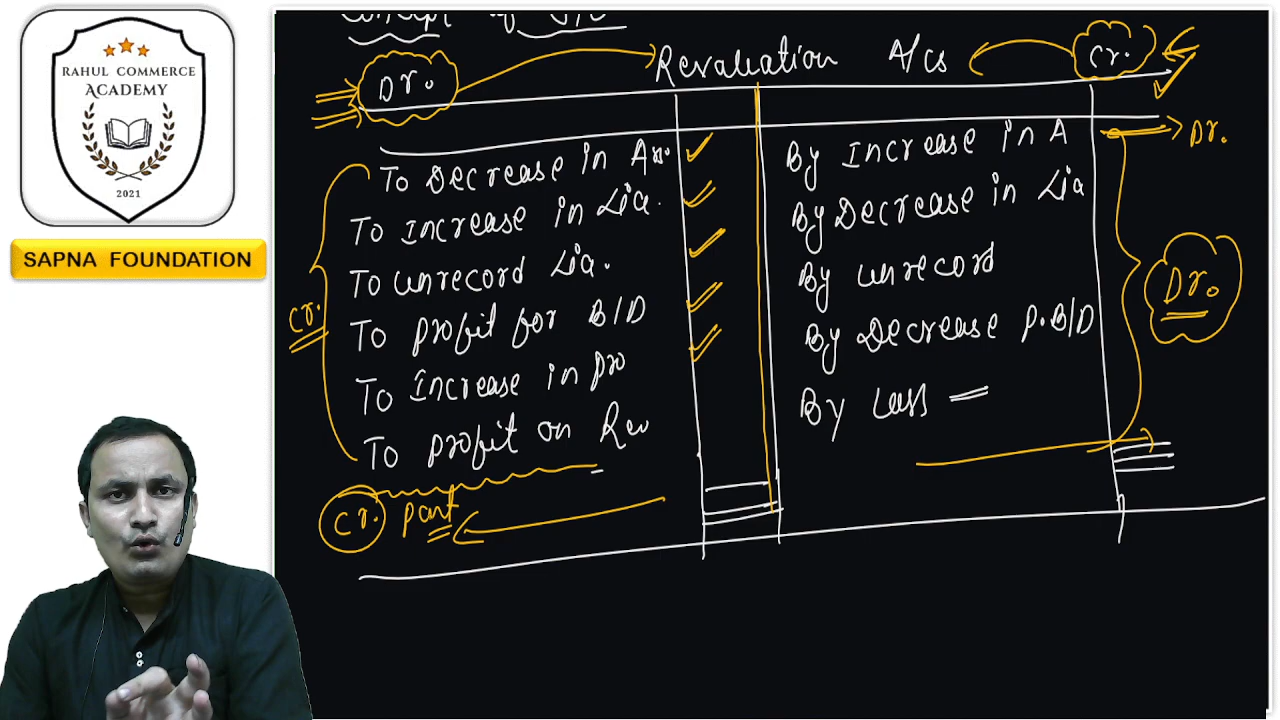 RAHUL COMMERCE
ACADEMY
2021
SAPNA FOUNDATION
Concept of
Dr. Revaluation A/cs Cr.
Dr.
To Decrease in Ass. By Increase in A
To Increase in Lia. By Decrease in Lia
To unrecord Lia. By unrecord
Cr. To profit for B/D By Decrease P.B/D Dr.
To Increase in pro By Loss
To profit on Rev
Cr. part